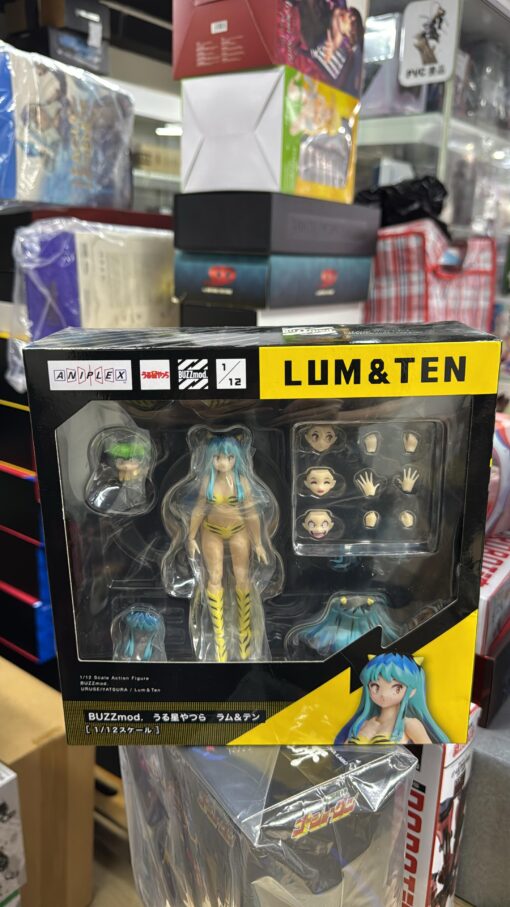 PVC
ANIPLEX
うる星やつら
BUZZmod.
1/12
LUM&TEN
1/12 Scale Action Figure
BUZZmod.
URUSEIYATSURA / Lum&Ten
BUZZmod. うる星やつら ラム&テン
[ 1/12スケール ]